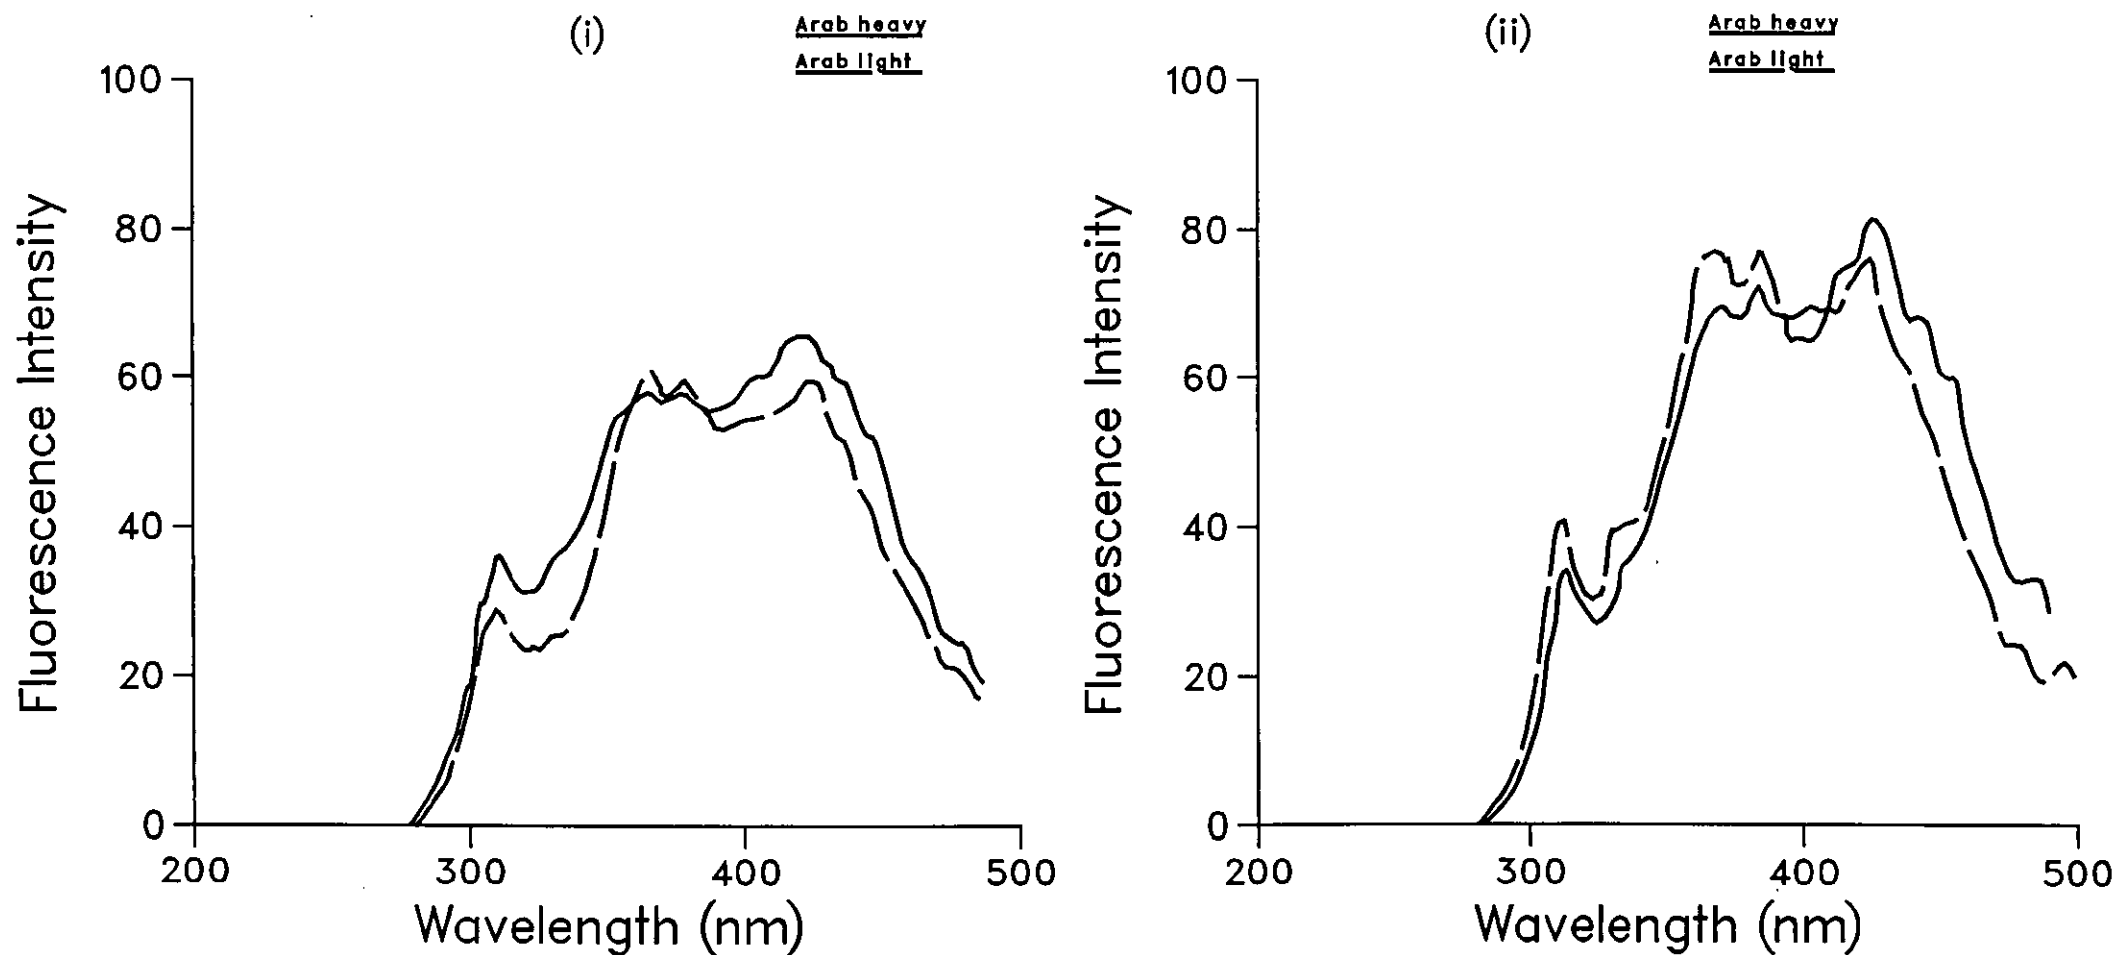 (i)
Arab heavy
Arab light
100
80
60
40
20
0
200 300 400 500
Fluorescence Intensity
Wavelength (nm)
(ii)
Arab heavy
Arab light
100
80
60
40
20
0
200 300 400 500
Fluorescence Intensity
Wavelength (nm)